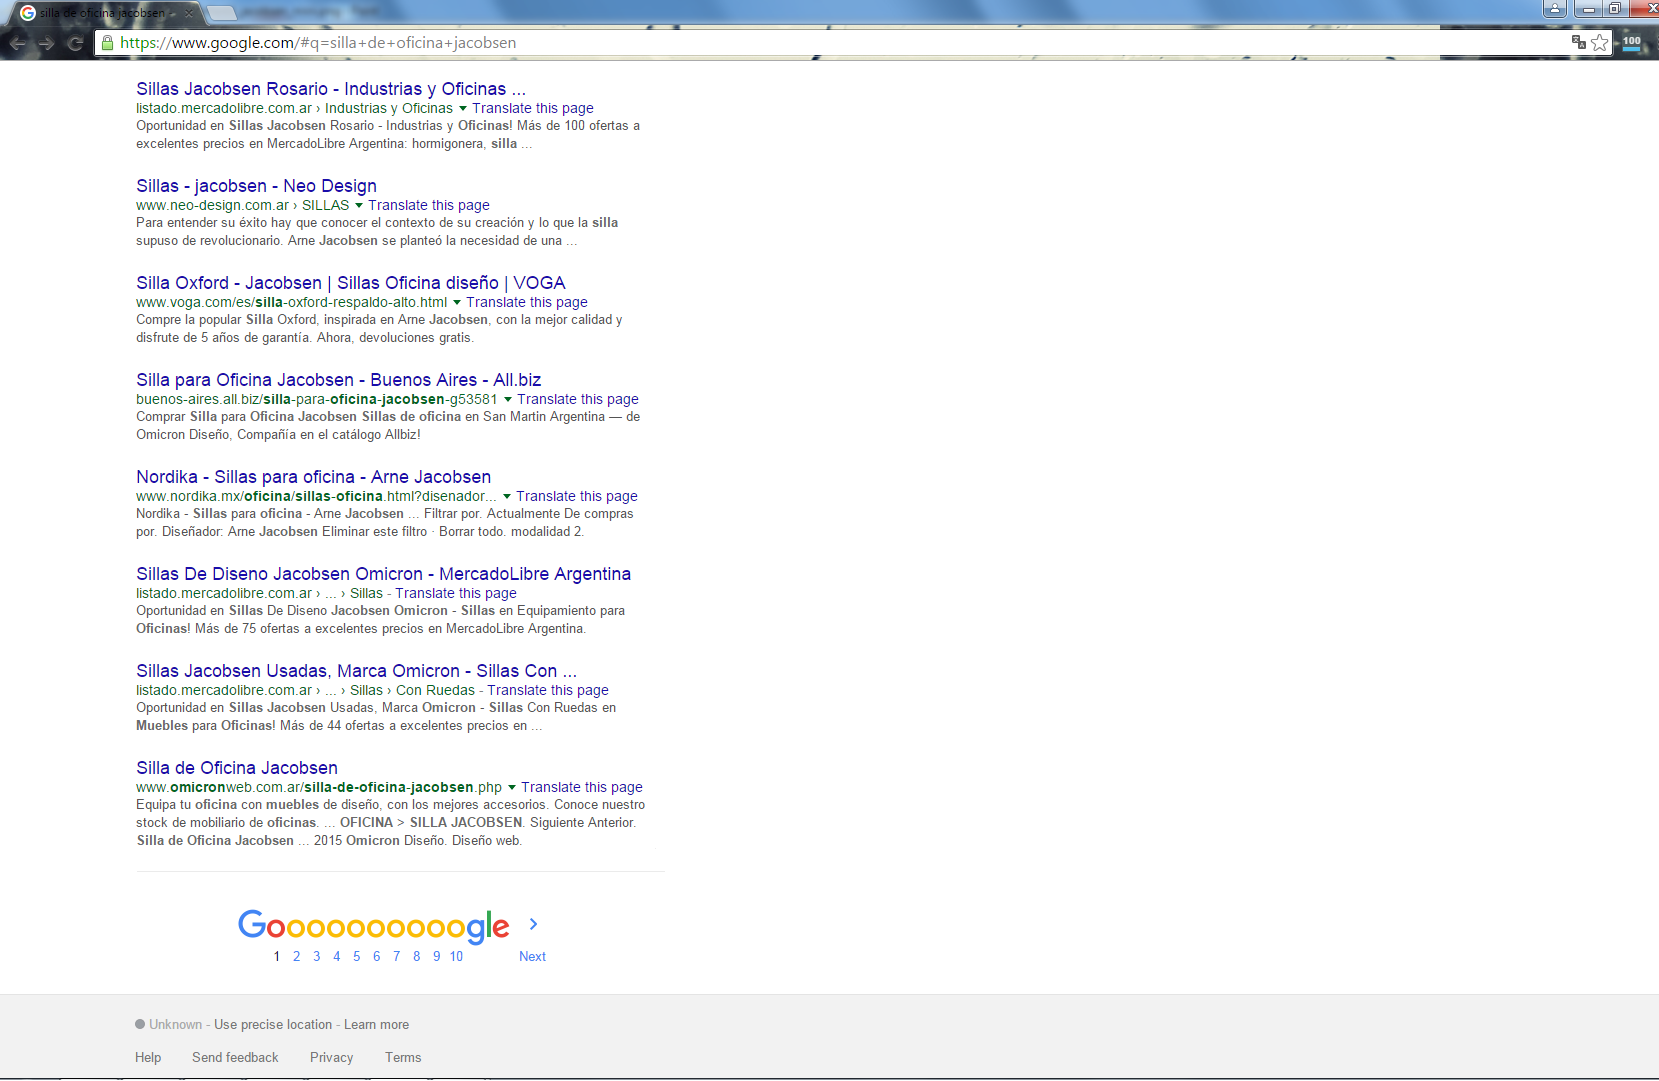 silla de oficina jacobsen
https://www.google.com/#q=silla+de+oficina+jacobsen
100
Sillas Jacobsen Rosario - Industrias y Oficinas ...
listado.mercadolibre.com.ar › Industrias y Oficinas ▼ Translate this page
Oportunidad en Sillas Jacobsen Rosario - Industrias y Oficinas! Más de 100 ofertas a
excelentes precios en MercadoLibre Argentina: hormigonera, silla ...
Sillas - jacobsen - Neo Design
www.neo-design.com.ar › SILLAS ▼ Translate this page
Para entender su éxito hay que conocer el contexto de su creación y lo que la silla
supuso de revolucionario. Arne Jacobsen se planteó la necesidad de una ...
Silla Oxford - Jacobsen | Sillas Oficina diseño | VOGA
www.voga.com/es/silla-oxford-respaldo-alto.html ▼ Translate this page
Compre la popular Silla Oxford, inspirada en Arne Jacobsen, con la mejor calidad y
disfrute de 5 años de garantía. Ahora, devoluciones gratis.
Silla para Oficina Jacobsen - Buenos Aires - All.biz
buenos-aires.all.biz/silla-para-oficina-jacobsen-g53581 ▼ Translate this page
Comprar Silla para Oficina Jacobsen Sillas de oficina en San Martin Argentina — de
Omicron Diseño, Compañía en el catálogo Allbiz!
Nordika - Sillas para oficina - Arne Jacobsen
www.nordika.mx/oficina/sillas-oficina.html?disenador... ▼ Translate this page
Nordika - Sillas para oficina - Arne Jacobsen ... Filtrar por. Actualmente De compras
por. Diseñador: Arne Jacobsen Eliminar este filtro · Borrar todo. modalidad 2.
Sillas De Diseno Jacobsen Omicron - MercadoLibre Argentina
listado.mercadolibre.com.ar › ... › Sillas - Translate this page
Oportunidad en Sillas De Diseno Jacobsen Omicron - Sillas en Equipamiento para
Oficinas! Más de 75 ofertas a excelentes precios en MercadoLibre Argentina.
Sillas Jacobsen Usadas, Marca Omicron - Sillas Con ...
listado.mercadolibre.com.ar › ... › Sillas › Con Ruedas - Translate this page
Oportunidad en Sillas Jacobsen Usadas, Marca Omicron - Sillas Con Ruedas en
Muebles para Oficinas! Más de 44 ofertas a excelentes precios en ...
Silla de Oficina Jacobsen
www.omicronweb.com.ar/silla-de-oficina-jacobsen.php ▼ Translate this page
Equipa tu oficina con muebles de diseño, con los mejores accesorios. Conoce nuestro
stock de mobiliario de oficinas. ... OFICINA > SILLA JACOBSEN. Siguiente Anterior.
Silla de Oficina Jacobsen ... 2015 Omicron Diseño. Diseño web.
Goooooooooogle >
1 2 3 4 5 6 7 8 9 10 Next
Unknown - Use precise location - Learn more
Help Send feedback Privacy Terms